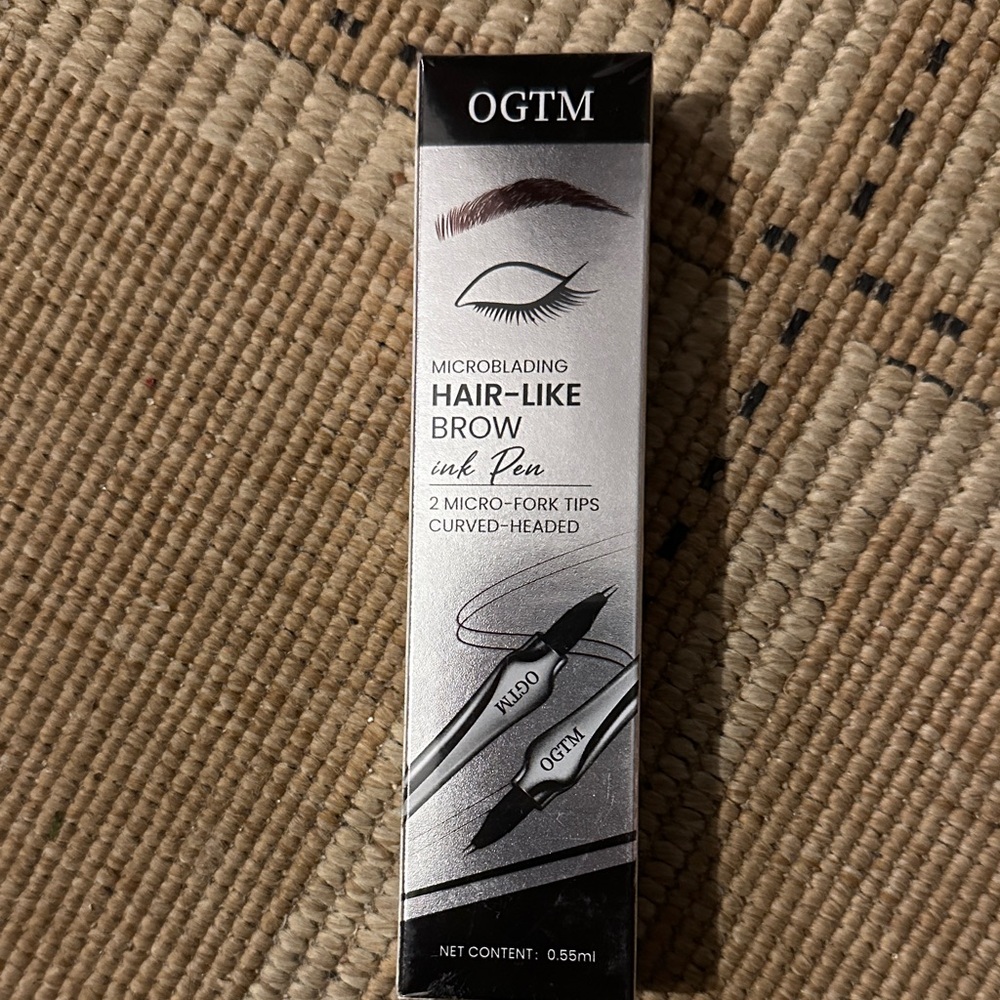 OGTM
MICROBLADING
HAIR-LIKE
BROW
ink Pen
2 MICRO-FORK TIPS
CURVED-HEADED
OGTM
OGTM
NET CONTENT: 0.55ml